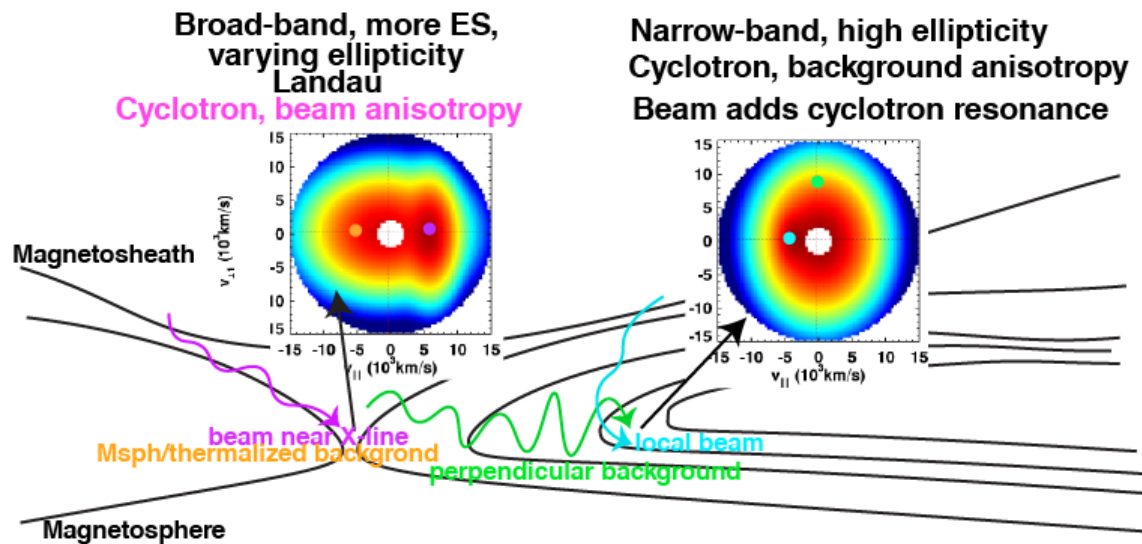 Broad-band, more ES,
varying ellipticity
Landau
Cyclotron, beam anisotropy
Narrow-band, high ellipticity
Cyclotron, background anisotropy
Beam adds cyclotron resonance
15
10
5
0
-5
-10
15
-15 -10 -5 0 5 10 15
v⊥1 (10³km/s)
v|| (10³km/s)
15
10
5
0
-5
-10
-15
-15 -10 -5 0 5 10 15
v|| (10³km/s)
Magnetosheath
beam near X-line
Msph/thermalized backgrond
local beam
perpendicular background
Magnetosphere